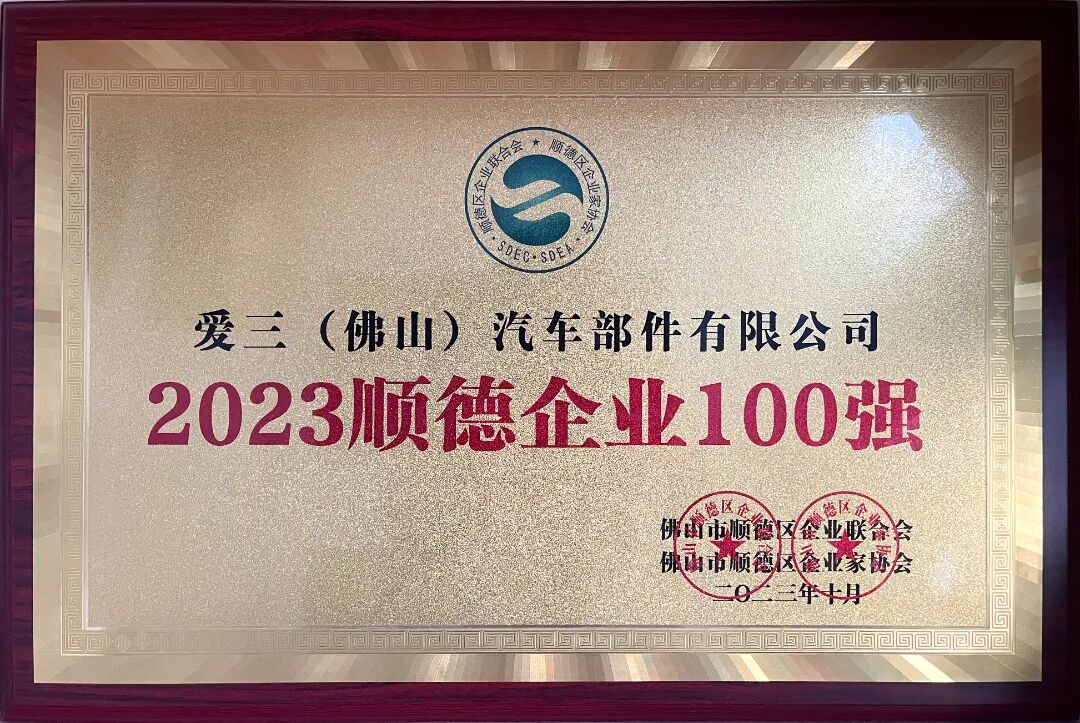 顺德区企业联合会 ★ 顺德区企业家协会
·SDEC·SDEA·
爱三（佛山）汽车部件有限公司
2023顺德企业100强
佛山市顺德区企业联合会
佛山市顺德区企业家协会
二〇二三年十月